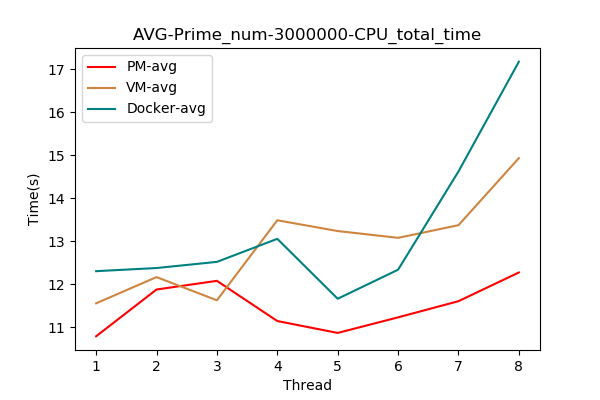 AVG-Prime_num-3000000-CPU_total_time
PM-avg
VM-avg
Docker-avg
Time(s)
17
16
15
14
13
12
11
1 2 3 4 5 6 7 8
Thread